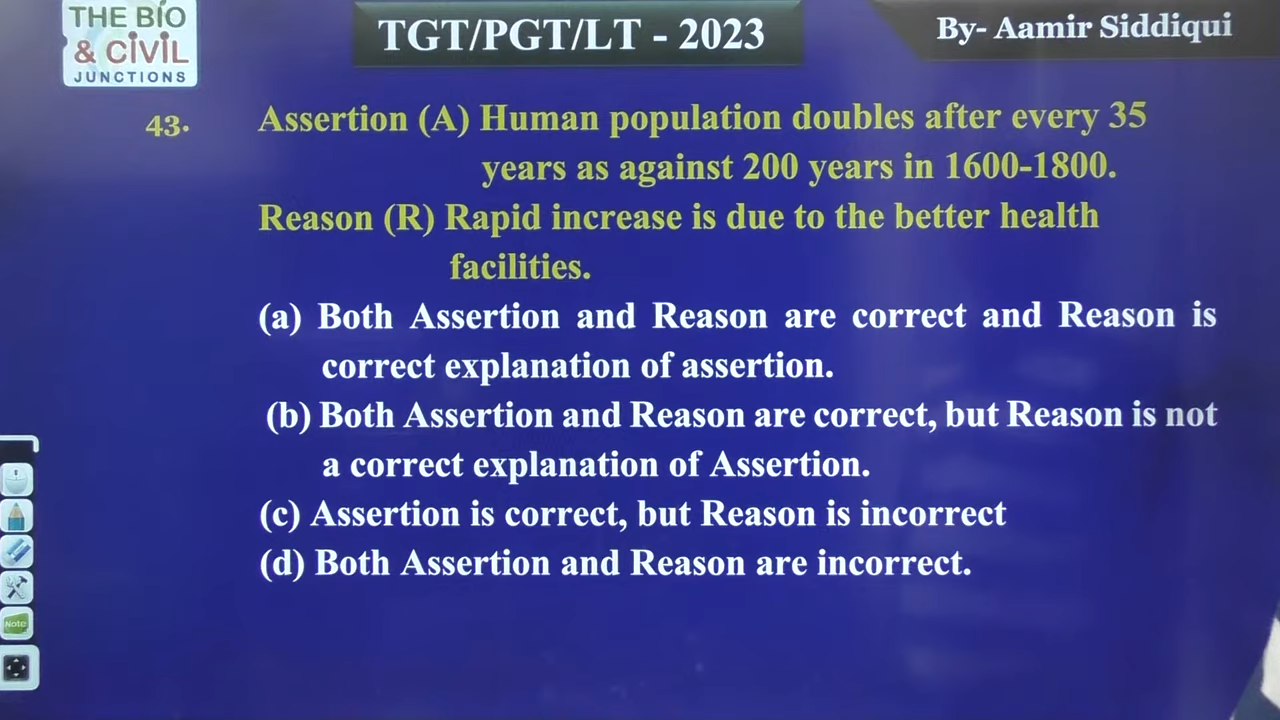 THE BIO
& CIVIL
JUNCTIONS
TGT/PGT/LT - 2023
By- Aamir Siddiqui
43. Assertion (A) Human population doubles after every 35
years as against 200 years in 1600-1800.
Reason (R) Rapid increase is due to the better health
facilities.
(a) Both Assertion and Reason are correct and Reason is
correct explanation of assertion.
(b) Both Assertion and Reason are correct, but Reason is not
a correct explanation of Assertion.
(c) Assertion is correct, but Reason is incorrect
(d) Both Assertion and Reason are incorrect.
Note